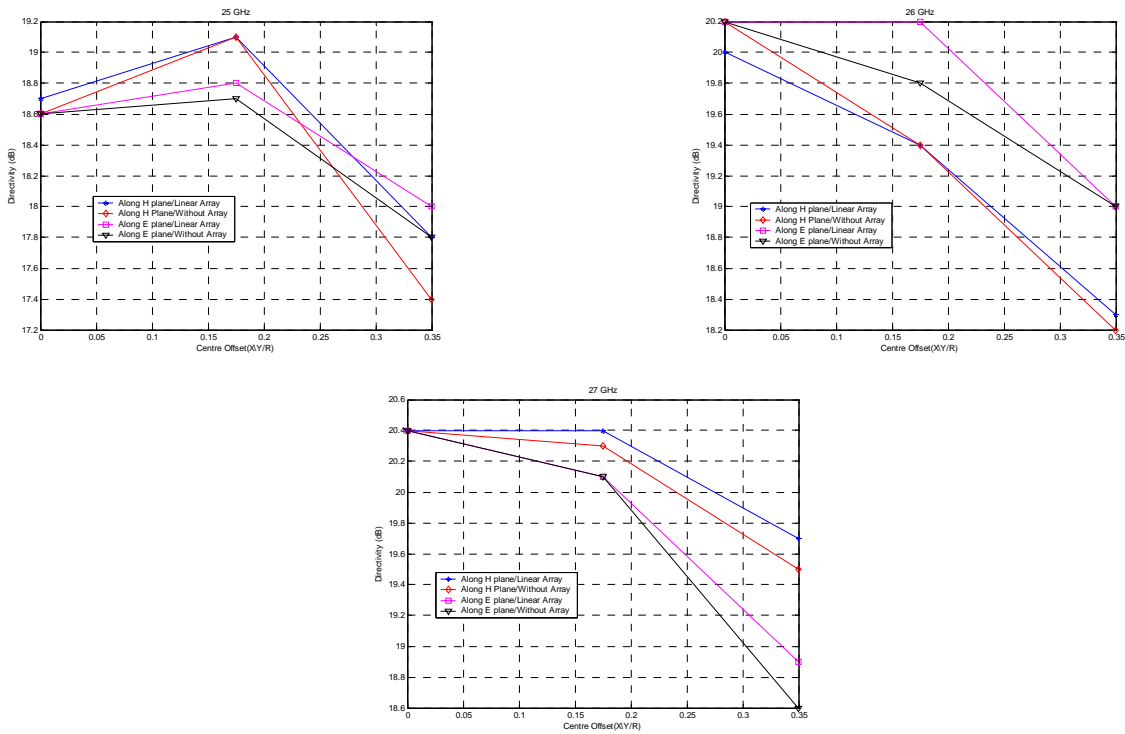 25 GHz
19.2
19
18.8
18.6
18.4
18.2
18
17.8
17.6
17.4
17.2
Directivity (dB)
Along H plane/Linear Array
Along H Plane/Without Array
Along E plane/Linear Array
Along E plane/Without Array
0
0.05
0.1
0.15
0.2
0.25
0.3
0.35
Centre Offset(X\Y/R)
26 GHz
20.2
20
19.8
19.6
19.4
19.2
19
18.8
18.6
18.4
18.2
Directivity (dB)
Along H plane/Linear Array
Along H Plane/Without Array
Along E plane/Linear Array
Along E plane/Without Array
0
0.05
0.1
0.15
0.2
0.25
0.3
0.35
Centre Offset(X\Y/R)
27 GHz
20.6
20.4
20.2
20
19.8
19.6
19.4
19.2
19
18.8
18.6
Directivity (dB)
Along H plane/Linear Array
Along H Plane/Without Array
Along E plane/Linear Array
Along E plane/Without Array
0
0.05
0.1
0.15
0.2
0.25
0.3
0.35
Centre Offset(X\Y/R)